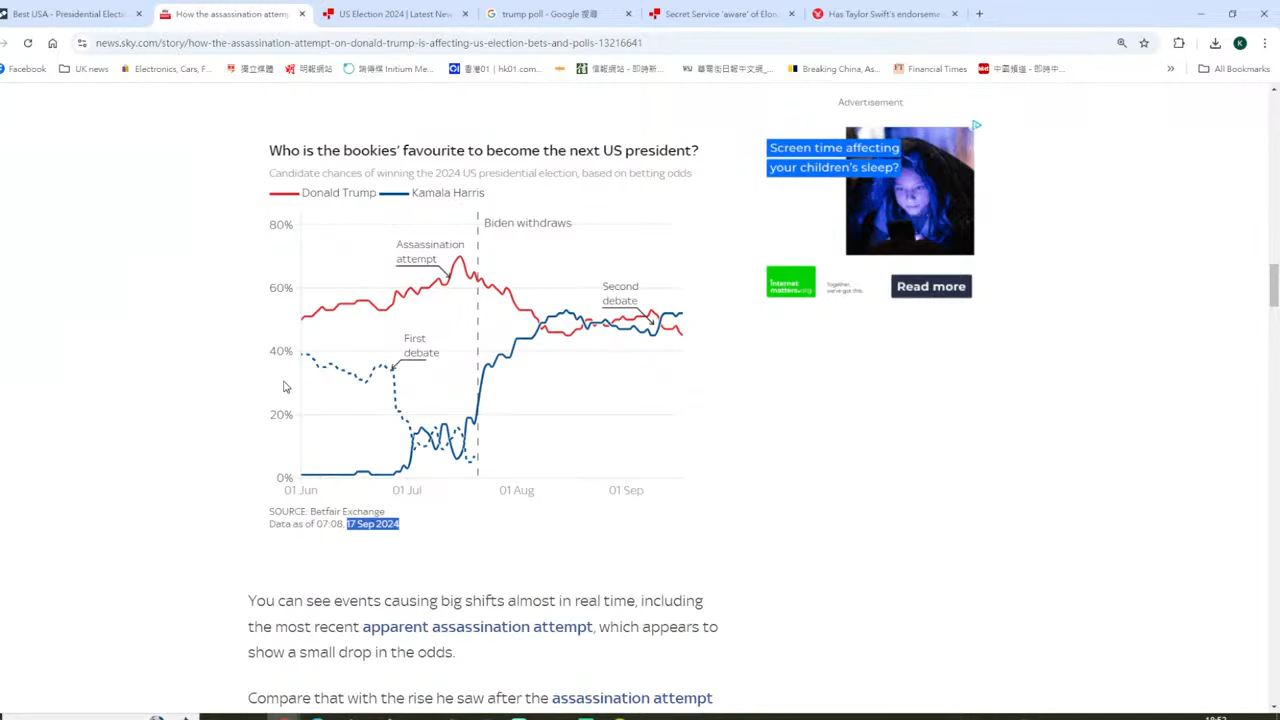 Best USA - Presidential Electi
How the assassination attemp
US Election 2024 | Latest New
trump poll - Google 搜尋
Secret Service 'aware' of Elon
Has Taylor Swift's endorseme
news.sky.com/story/how-the-assassination-attempt-on-donald-trump-is-affecting-us-election-bets-and-polls-13216641
K
Facebook
UK news
Electronics, Cars, F...
獨立媒體
明報網站
端傳媒 Initium Me...
香港01 | hk01.com...
信報網站 - 即時新...
華爾街日報中文網_...
Breaking China, As...
Financial Times
All Bookmarks
Advertisement
Screen time affecting
your children's sleep?
internet
matters.org
Together,
we've got this.
Read more
Who is the bookies' favourite to become the next US president?
Candidate chances of winning the 2024 US presidential election, based on betting odds
Donald Trump Kamala Harris
80%
60%
40%
20%
0%
Biden withdraws
Assassination
attempt
Second
debate
First
debate
01 Jun 01 Jul 01 Aug 01 Sep
SOURCE: Betfair Exchange
Data as of 07:08, 17 Sep 2024
You can see events causing big shifts almost in real time, including
the most recent apparent assassination attempt, which appears to
show a small drop in the odds.
Compare that with the rise he saw after the assassination attempt